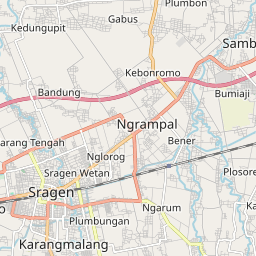 Plumbon
Gabus
Kedungupit
Samb
Kebonromo
Bandung
Bumiaji
Ngrampal
arang Tengah
Bener
Nglorog
Sragen Wetan
Plosore
Sragen
Ngarum
o
Plumbungan
Karangmalang